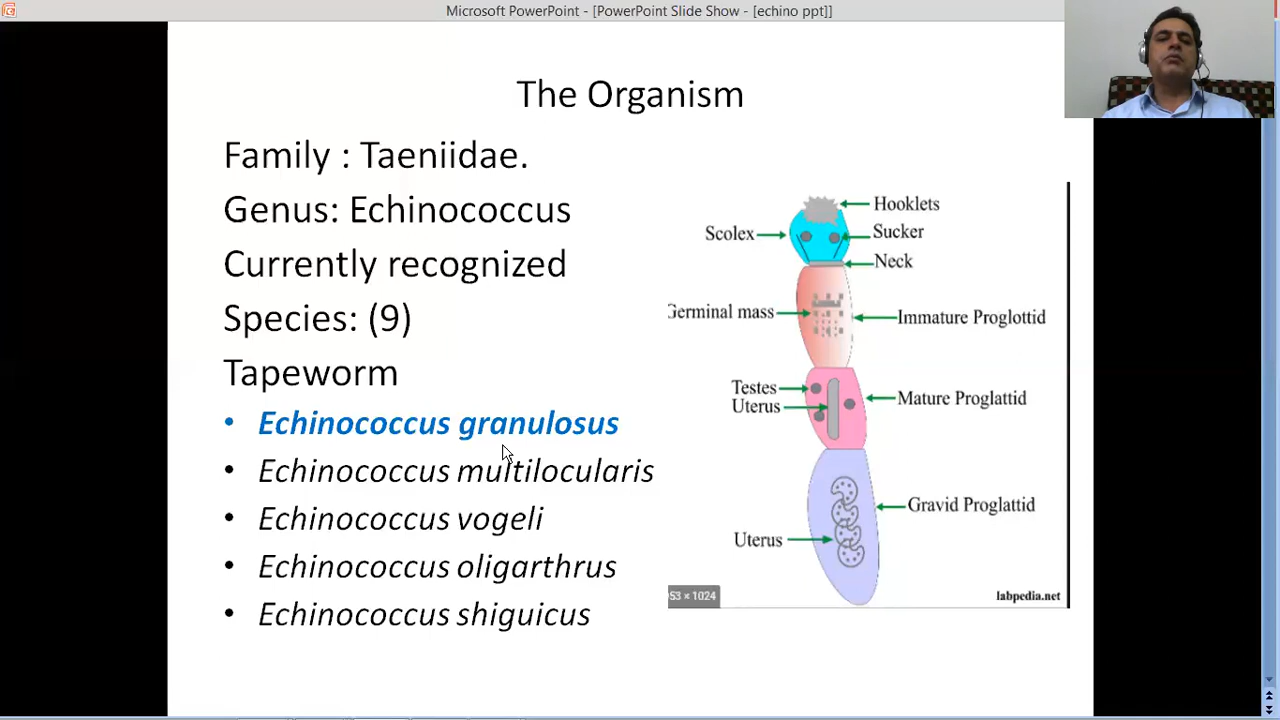 Microsoft PowerPoint - [PowerPoint Slide Show - [echino ppt]]
The Organism
Family : Taeniidae.
Genus: Echinococcus
Currently recognized
Species: (9)
Tapeworm
• Echinococcus granulosus
• Echinococcus multilocularis
• Echinococcus vogeli
• Echinococcus oligarthrus
• Echinococcus shiguicus
Hooklets
Scolex
Sucker
Neck
Germinal mass
Immature Proglottid
Testes
Uterus
Mature Proglattid
Gravid Proglattid
Uterus
53 × 1024
labpedia.net